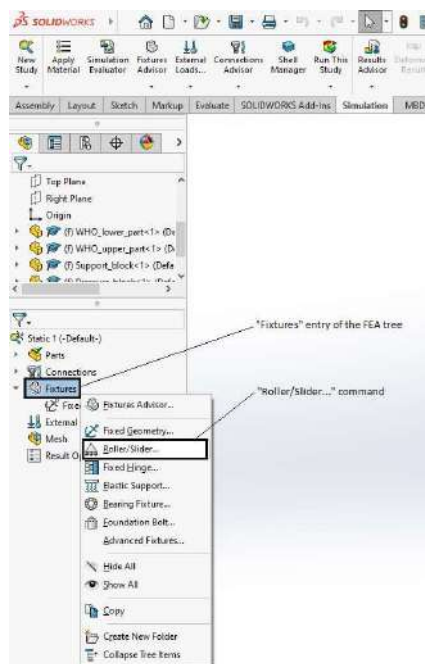 SOLIDWORKS
New Study
Apply Material
Simulation Evaluator
Fixtures Advisor
External Loads...
Connections Advisor
Shell Manager
Run This Study
Results Advisor
Assembly Layout Sketch Markup Evaluate SOLIDWORKS Add-Ins Simulation MBD
Top Plane
Right Plane
Origin
(f) WHO_lower_part<1> (De
(f) WHO_upper_part<1> (De
(f) Support_block<1> (Defa
"Fixtures" entry of the FEA tree
Static 1 (-Default-)
Parts
Connections
Fixtures
"Roller/Slider..." command
Fixtures Advisor...
External
Fixed Geometry...
Mesh
Roller/Slider...
Result
Fixed Hinge...
Elastic Support...
Bearing Fixture...
Foundation Bolt...
Advanced Fixtures...
Hide All
Show All
Copy
Create New Folder
Collapse Tree Items